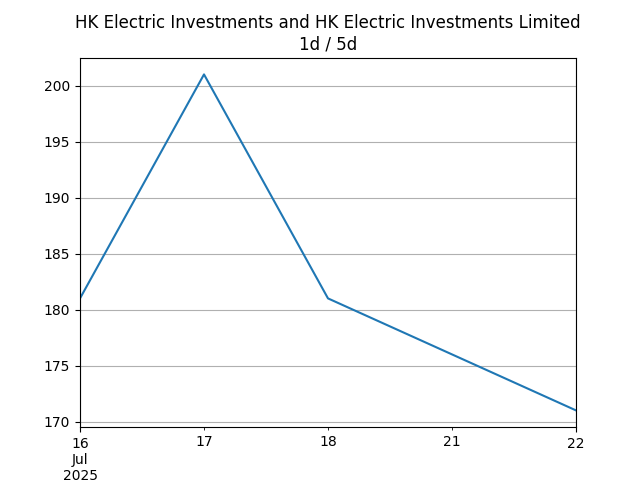 HK Electric Investments and HK Electric Investments Limited
1d / 5d
200
195
190
185
180
175
170
16 17 18 21 22
Jul
2025